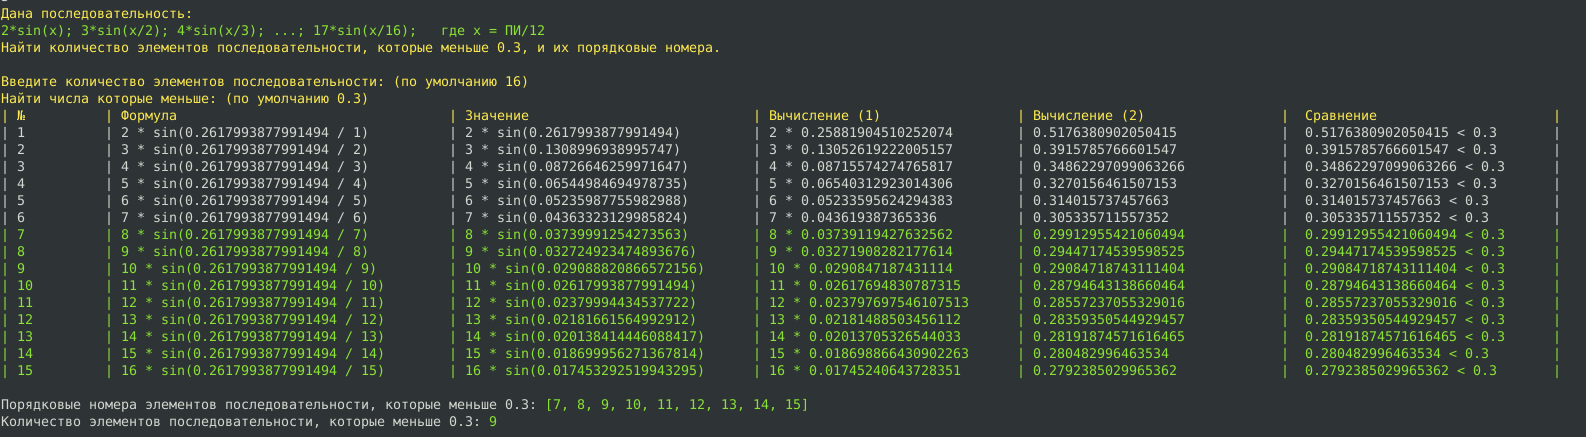 Дана последовательность:
2*sin(x); 3*sin(x/2); 4*sin(x/3); ...; 17*sin(x/16);   где x = ПИ/12
Найти количество элементов последовательности, которые меньше 0.3, и их порядковые номера.
Введите количество элементов последовательности: (по умолчанию 16)
Найти числа которые меньше: (по умолчанию 0.3)
| № | Формула | Значение | Вычисление (1) | Вычисление (2) | Сравнение |
| 1 | 2 * sin(0.2617993877991494 / 1) | 2 * sin(0.2617993877991494) | 2 * 0.25881904510252074 | 0.5176380902050415 | 0.5176380902050415 < 0.3 |
| 2 | 3 * sin(0.2617993877991494 / 2) | 3 * sin(0.1308996938995747) | 3 * 0.13052619222005157 | 0.3915785766601547 | 0.3915785766601547 < 0.3 |
| 3 | 4 * sin(0.2617993877991494 / 3) | 4 * sin(0.08726646259971647) | 4 * 0.08715574274765817 | 0.34862297099063266 | 0.34862297099063266 < 0.3 |
| 4 | 5 * sin(0.2617993877991494 / 4) | 5 * sin(0.06544984694978735) | 5 * 0.06540312923014306 | 0.3270156461507153 | 0.3270156461507153 < 0.3 |
| 5 | 6 * sin(0.2617993877991494 / 5) | 6 * sin(0.05235987755982988) | 6 * 0.05233595624294383 | 0.314015737457663 | 0.314015737457663 < 0.3 |
| 6 | 7 * sin(0.2617993877991494 / 6) | 7 * sin(0.04363323129985824) | 7 * 0.043619387365336 | 0.305335711557352 | 0.305335711557352 < 0.3 |
| 7 | 8 * sin(0.2617993877991494 / 7) | 8 * sin(0.03739991254273563) | 8 * 0.03739119427632562 | 0.29912955421060494 | 0.29912955421060494 < 0.3 |
| 8 | 9 * sin(0.2617993877991494 / 8) | 9 * sin(0.032724923474893676) | 9 * 0.03271908282177614 | 0.29447174539598525 | 0.29447174539598525 < 0.3 |
| 9 | 10 * sin(0.2617993877991494 / 9) | 10 * sin(0.029088820866572156) | 10 * 0.0290847187431114 | 0.29084718743111404 | 0.29084718743111404 < 0.3 |
| 10 | 11 * sin(0.2617993877991494 / 10) | 11 * sin(0.02617993877991494) | 11 * 0.02617694830787315 | 0.28794643138660464 | 0.28794643138660464 < 0.3 |
| 11 | 12 * sin(0.2617993877991494 / 11) | 12 * sin(0.02379994434537722) | 12 * 0.023797697546107513 | 0.28557237055329016 | 0.28557237055329016 < 0.3 |
| 12 | 13 * sin(0.2617993877991494 / 12) | 13 * sin(0.02181661564992912) | 13 * 0.02181488503456112 | 0.28359350544929457 | 0.28359350544929457 < 0.3 |
| 13 | 14 * sin(0.2617993877991494 / 13) | 14 * sin(0.020138414446088417) | 14 * 0.02013705326544033 | 0.28191874571616465 | 0.28191874571616465 < 0.3 |
| 14 | 15 * sin(0.2617993877991494 / 14) | 15 * sin(0.018699956271367814) | 15 * 0.018698866430902263 | 0.280482996463534 | 0.280482996463534 < 0.3 |
| 15 | 16 * sin(0.2617993877991494 / 15) | 16 * sin(0.017453292519943295) | 16 * 0.01745240643728351 | 0.2792385029965362 | 0.2792385029965362 < 0.3 |
Порядковые номера элементов последовательности, которые меньше 0.3: [7, 8, 9, 10, 11, 12, 13, 14, 15]
Количество элементов последовательности, которые меньше 0.3: 9